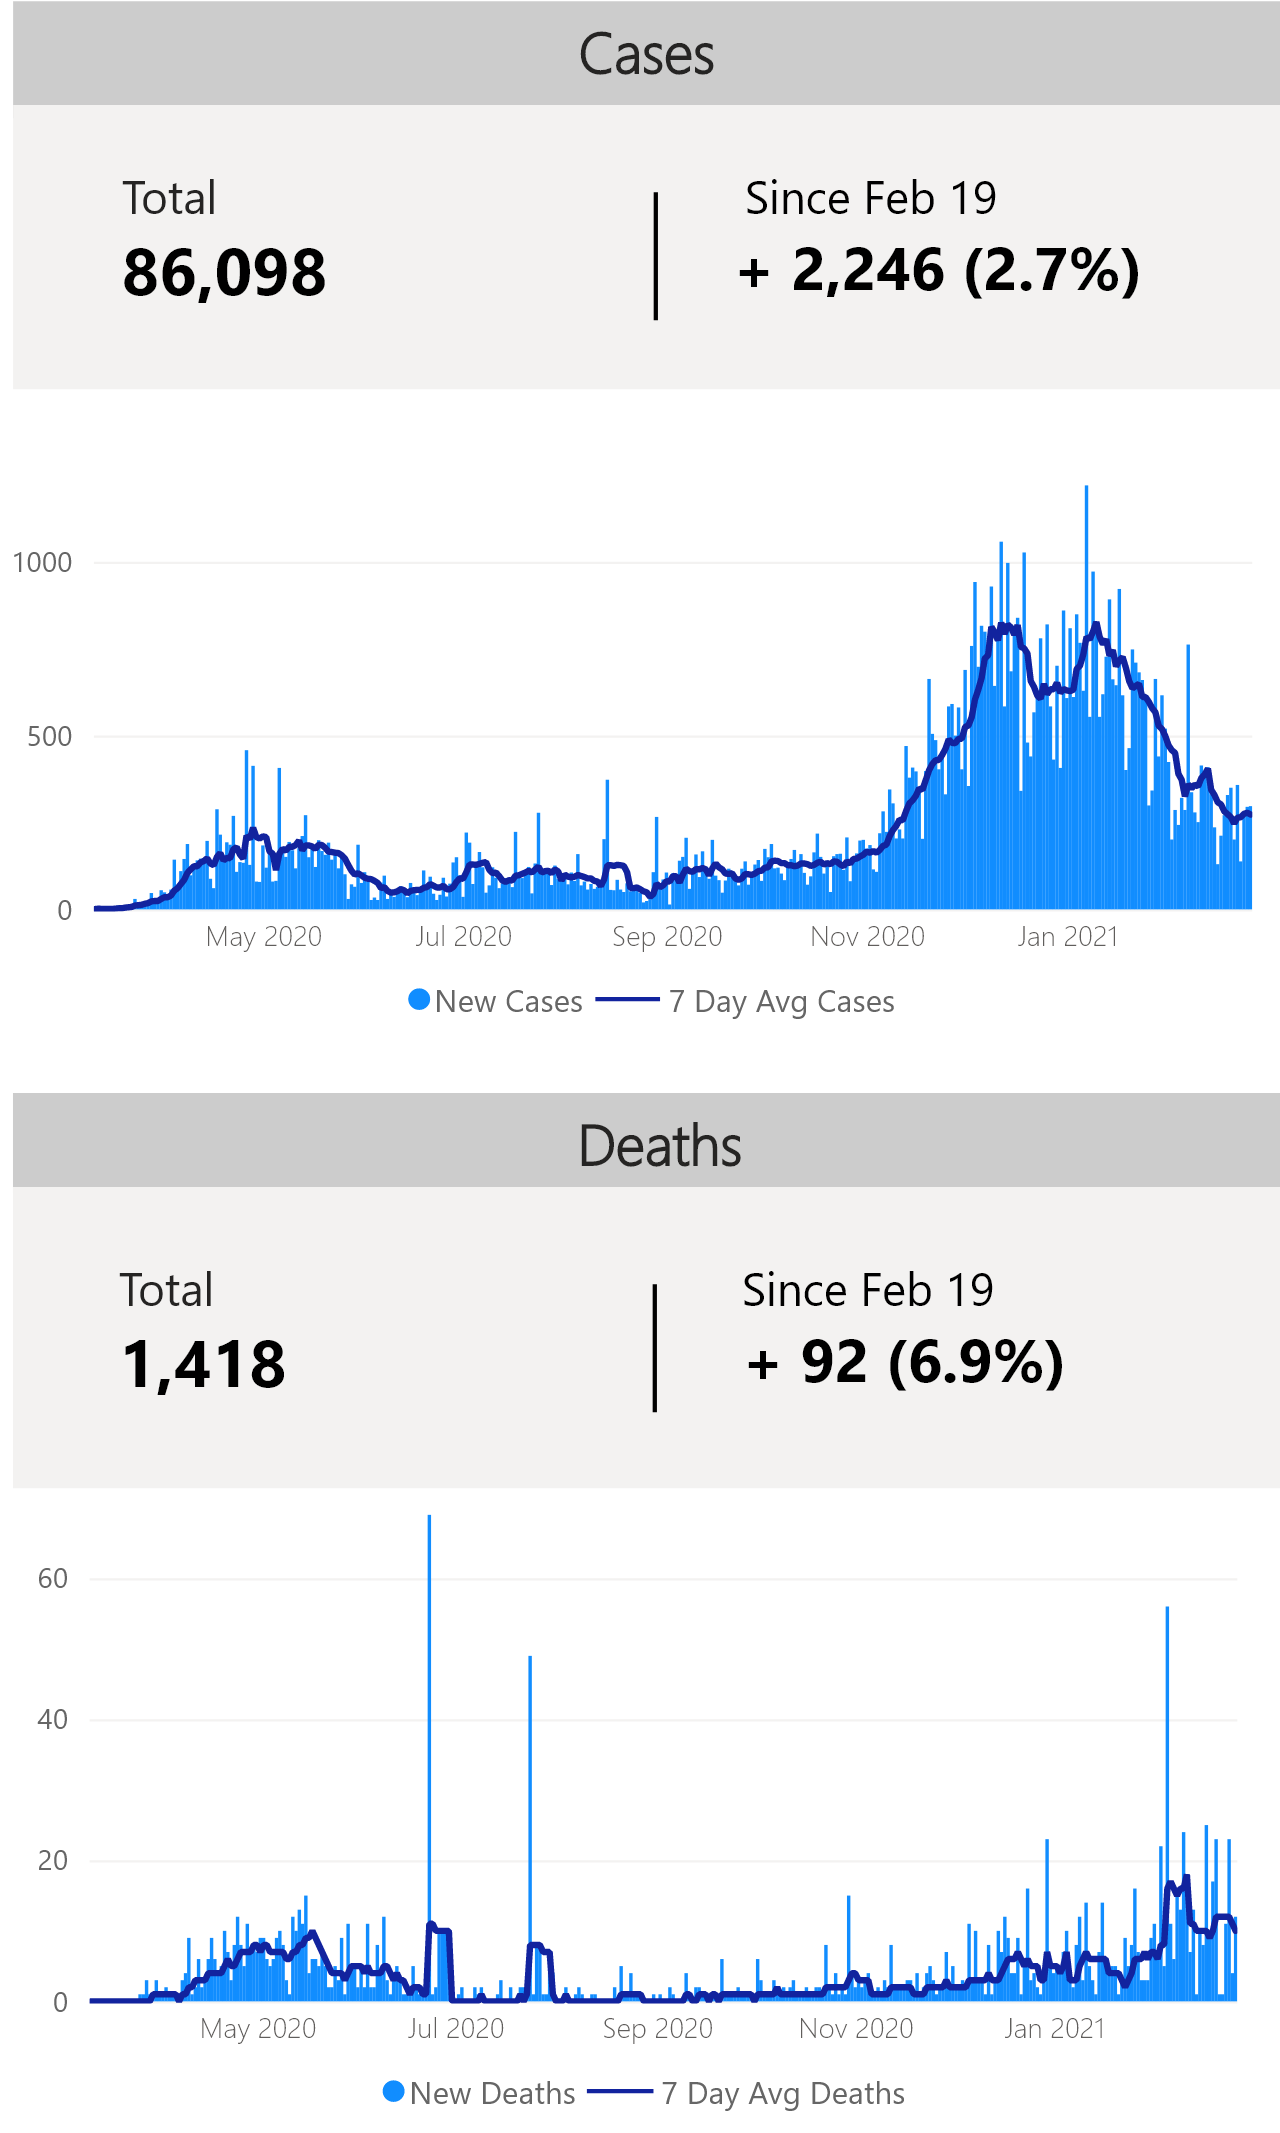 Cases
Total
Since Feb 19
86,098
+ 2,246 (2.7%)
1000
500
0
May 2020
Jul 2020
Sep 2020
Nov 2020
Jan 2021
New Cases
7 Day Avg Cases
Deaths
Total
Since Feb 19
1,418
+ 92 (6.9%)
60
40
20
0
May 2020
Jul 2020
Sep 2020
Nov 2020
Jan 2021
New Deaths
7 Day Avg Deaths